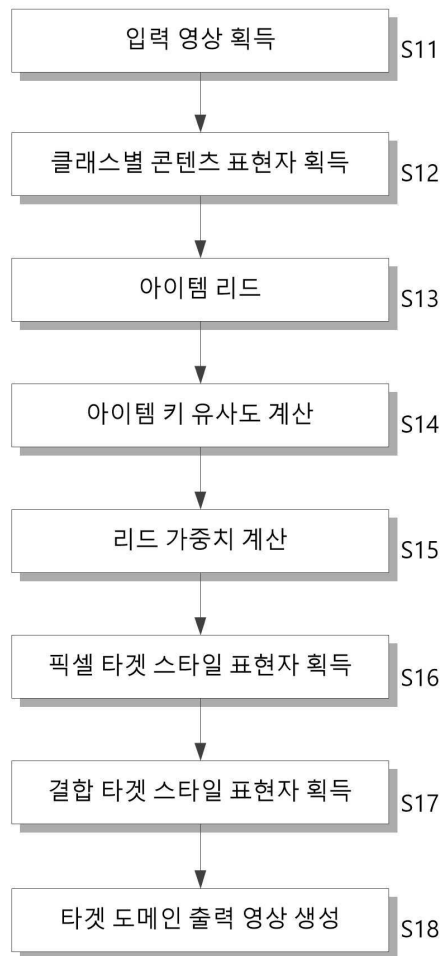 입력 영상 획득
S11
클래스별 콘텐츠 표현자 획득
S12
아이템 리드
S13
아이템 키 유사도 계산
S14
리드 가중치 계산
S15
픽셀 타겟 스타일 표현자 획득
S16
결합 타겟 스타일 표현자 획득
S17
타겟 도메인 출력 영상 생성
S18